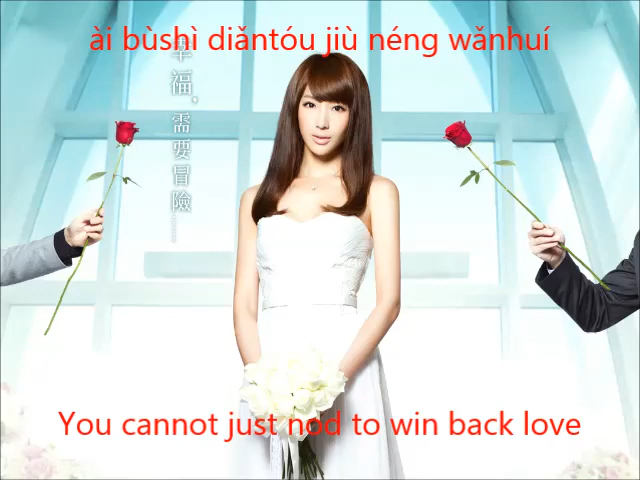 ài bùshì diǎntóu jiù néng wǎnhuí
幸福，需要冒險
You cannot just nod to win back love